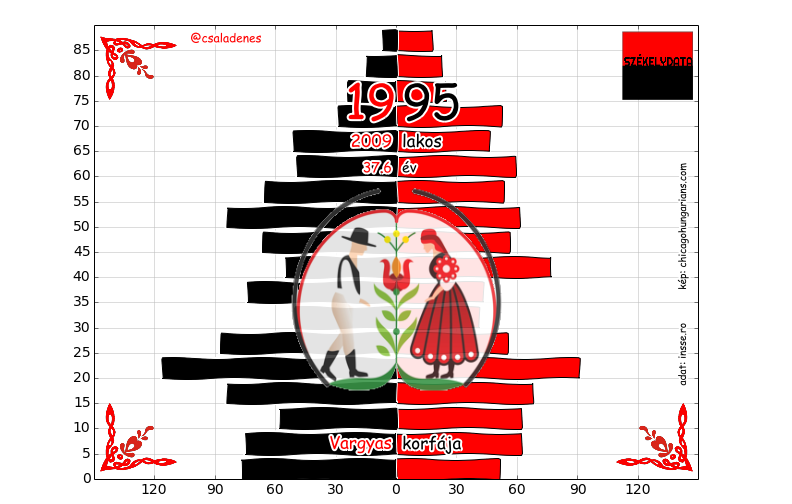 @csaladenes
SZÉKELYDATA
1995
2009 lakos
37.6 év
kép: chicagohungarians.com
adat: insse.ro
Vargyas korfája
85
80
75
70
65
60
55
50
45
40
35
30
25
20
15
10
5
0
120 90 60 30 0 30 60 90 120